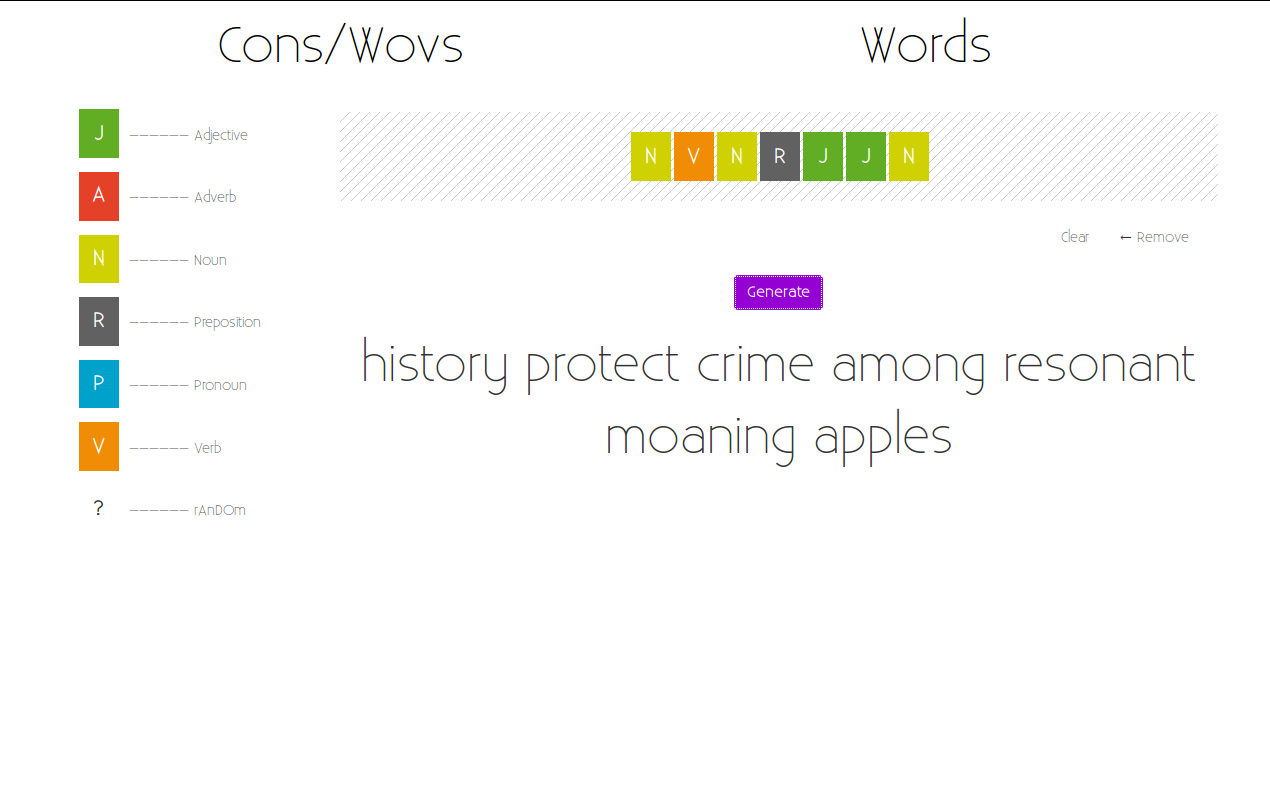 Cons/Wovs
Words
J ------ Adjective
A ------ Adverb
N ------ Noun
R ------ Preposition
P ------ Pronoun
V ------ Verb
? ------ rAnDOm
N V N R J J N
Clear ← Remove
Generate
history protect crime among resonant
moaning apples